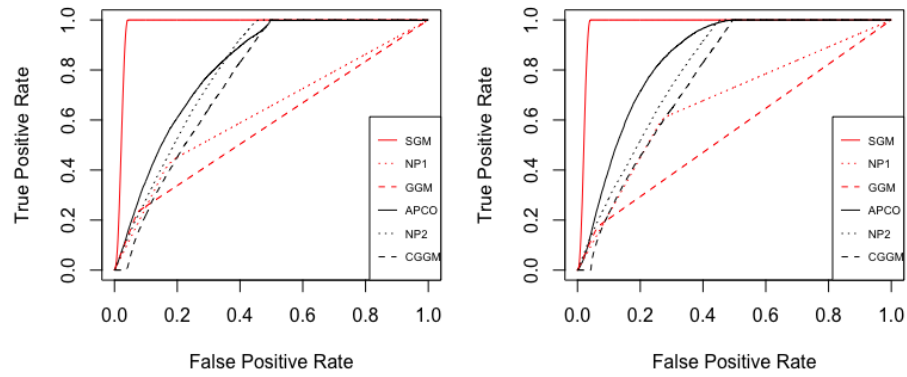 True Positive Rate
1.0
0.8
0.6
0.4
0.2
0.0
SGM
NP1
GGM
APCO
NP2
CGGM
0.0 0.2 0.4 0.6 0.8 1.0
False Positive Rate
True Positive Rate
1.0
0.8
0.6
0.4
0.2
0.0
SGM
NP1
GGM
APCO
NP2
CGGM
0.0 0.2 0.4 0.6 0.8 1.0
False Positive Rate